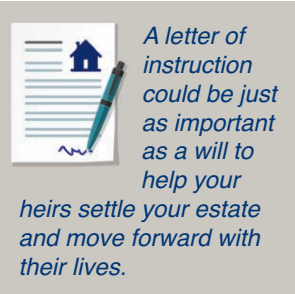 A letter of
instruction
could be just
as important
as a will to
help your
heirs settle your estate
and move forward with
their lives.